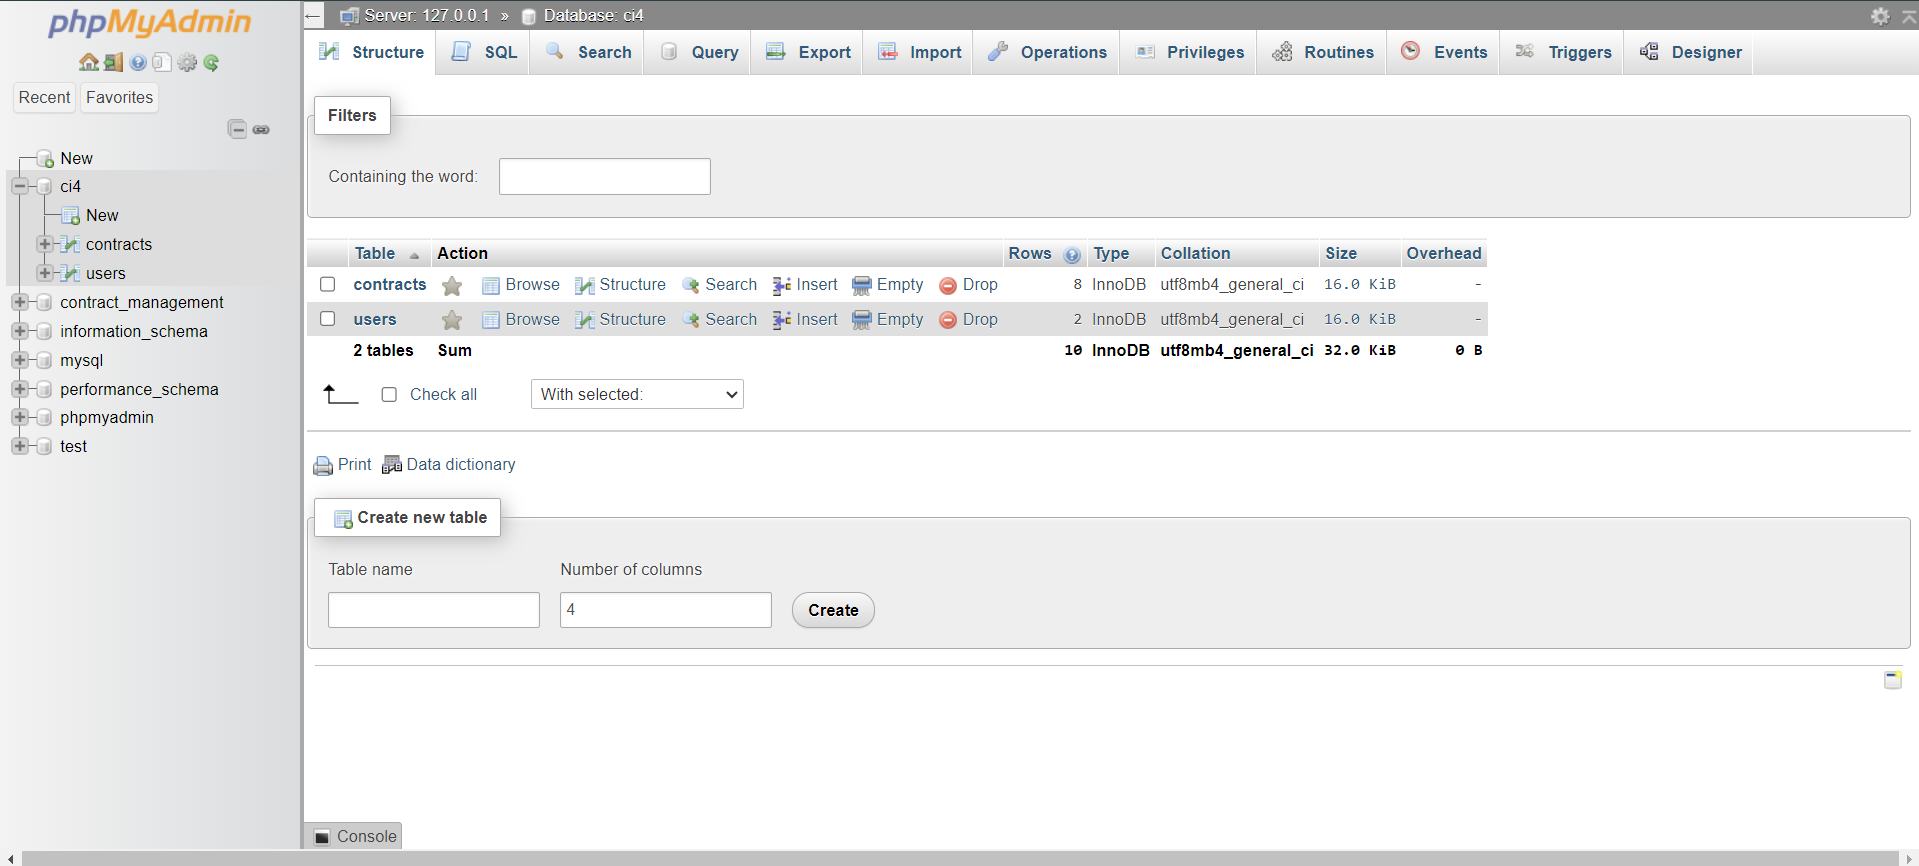 phpMyAdmin
Recent Favorites
New
ci4
New
contracts
users
contract_management
information_schema
mysql
performance_schema
phpmyadmin
test
Server: 127.0.0.1 » Database: ci4
Structure SQL Search Query Export Import Operations Privileges Routines Events Triggers Designer
Filters
Containing the word:
Table Action Rows Type Collation Size Overhead
contracts Browse Structure Search Insert Empty Drop 8 InnoDB utf8mb4_general_ci 16.0 KiB -
users Browse Structure Search Insert Empty Drop 2 InnoDB utf8mb4_general_ci 16.0 KiB -
2 tables Sum 10 InnoDB utf8mb4_general_ci 32.0 KiB 0 B
Check all With selected:
Print Data dictionary
Create new table
Table name Number of columns
4 Create
Console